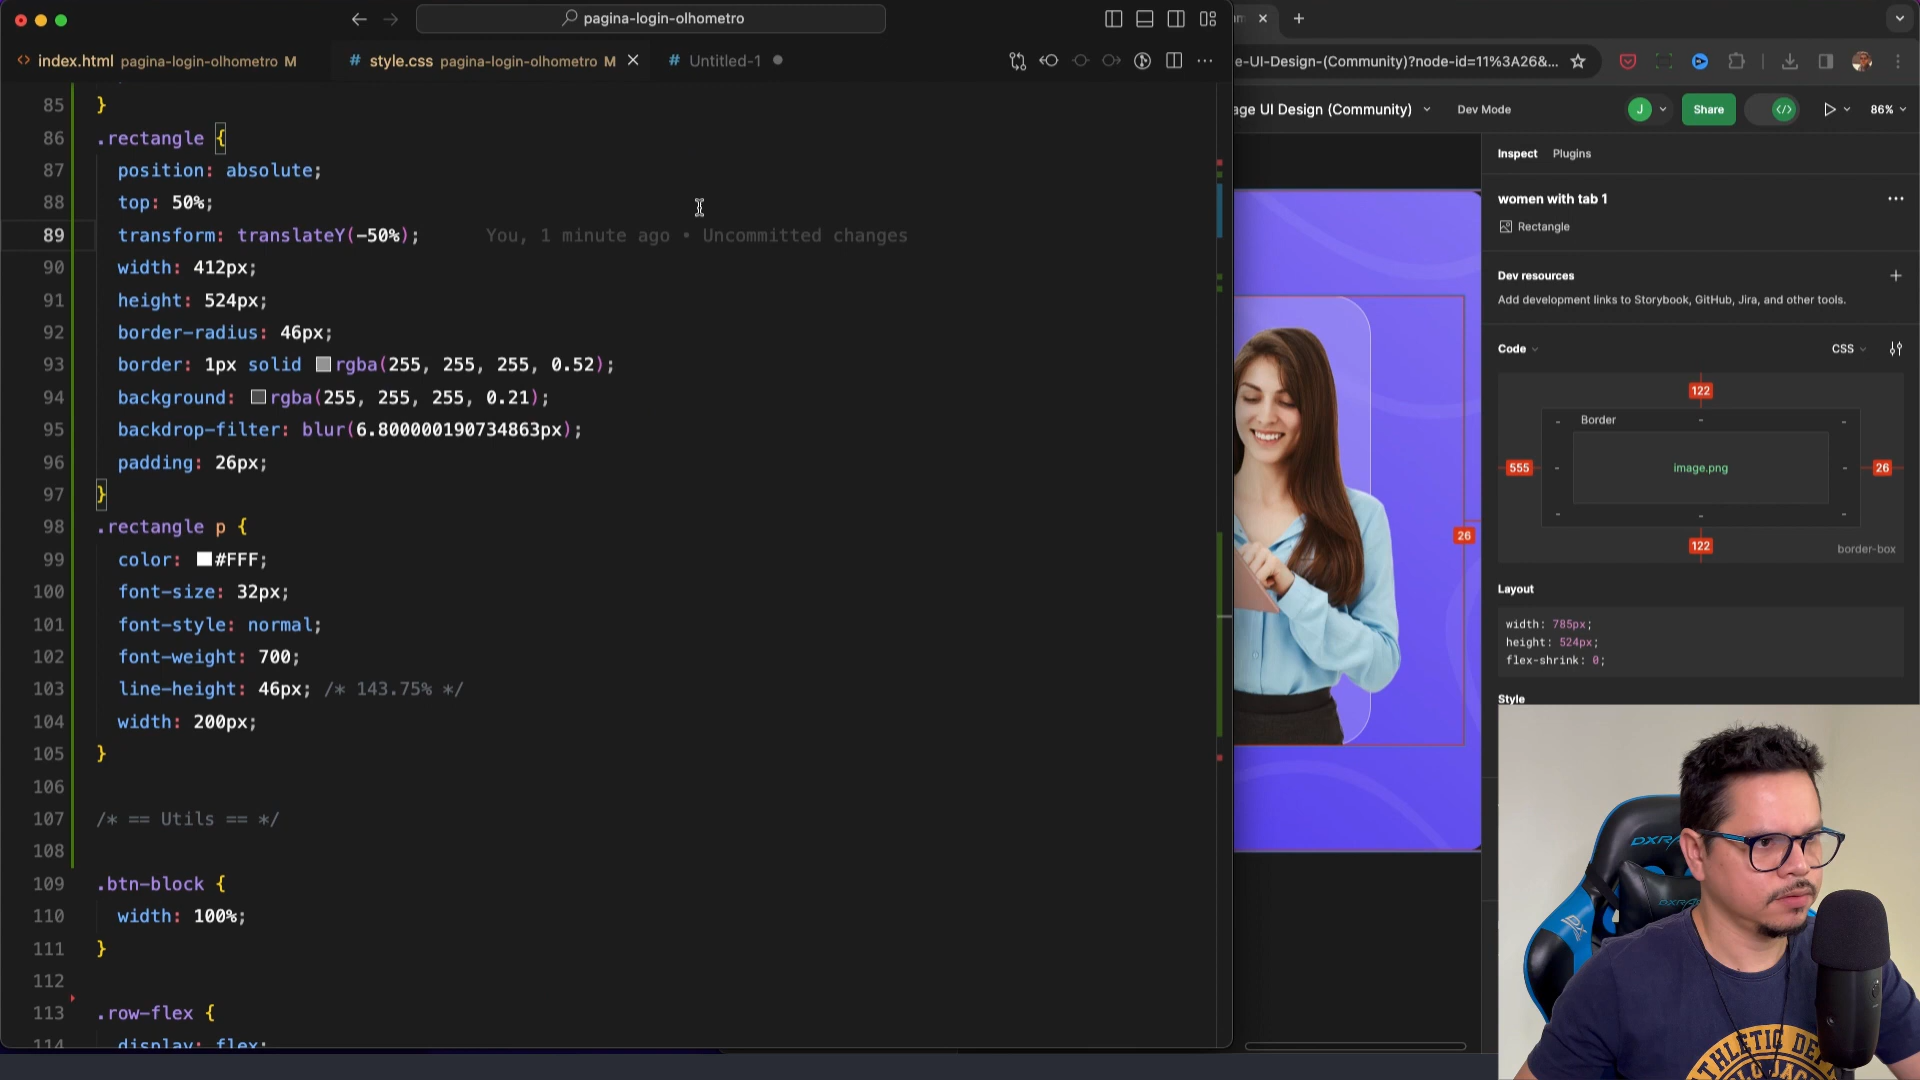 pagina-login-olhometro
index.html pagina-login-olhometro M
# style.css pagina-login-olhometro M
# Untitled-1
85 }
86 .rectangle {
87 position: absolute;
88 top: 50%;
89 transform: translateY(-50%); You, 1 minute ago • Uncommitted changes
90 width: 412px;
91 height: 524px;
92 border-radius: 46px;
93 border: 1px solid rgba(255, 255, 255, 0.52);
94 background: rgba(255, 255, 255, 0.21);
95 backdrop-filter: blur(6.800000190734863px);
96 padding: 26px;
97 }
98 .rectangle p {
99 color: #FFF;
100 font-size: 32px;
101 font-style: normal;
102 font-weight: 700;
103 line-height: 46px; /* 143.75% */
104 width: 200px;
105 }
106
107 /* == Utils == */
108
109 .btn-block {
110 width: 100%;
111 }
112
113 .row-flex {
114 display: flex;
e-UI-Design-(Community)?node-id=11%3A26&...
age UI Design (Community) Dev Mode J Share </> 86%
26
Inspect Plugins
women with tab 1
Rectangle
Dev resources
Add development links to Storybook, GitHub, Jira, and other tools.
Code CSS
122
Border
555 image.png 26
122
border-box
Layout
width: 785px;
height: 524px;
flex-shrink: 0;
Style
ATHLETIC